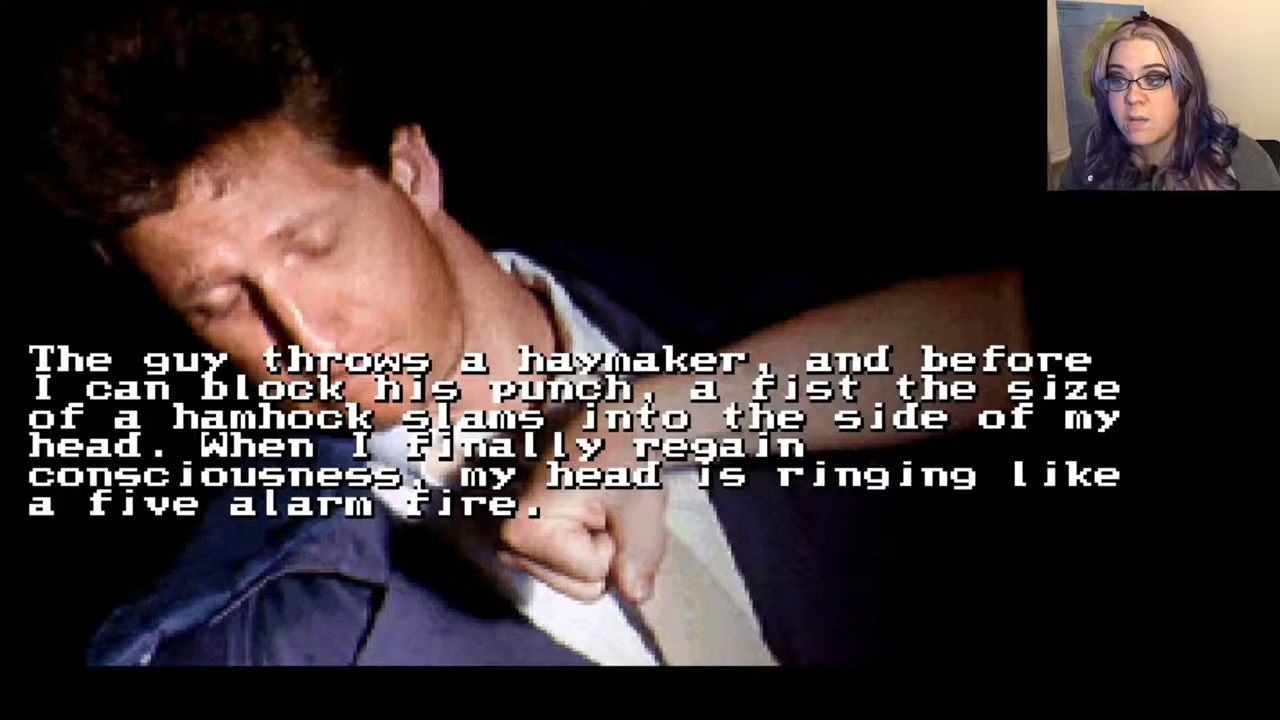 The guy throws a haymaker, and before
I can block his punch, a fist the size
of a hamhock slams into the side of my
head. When I finally regain
consciousness, my head is ringing like
a five alarm fire.